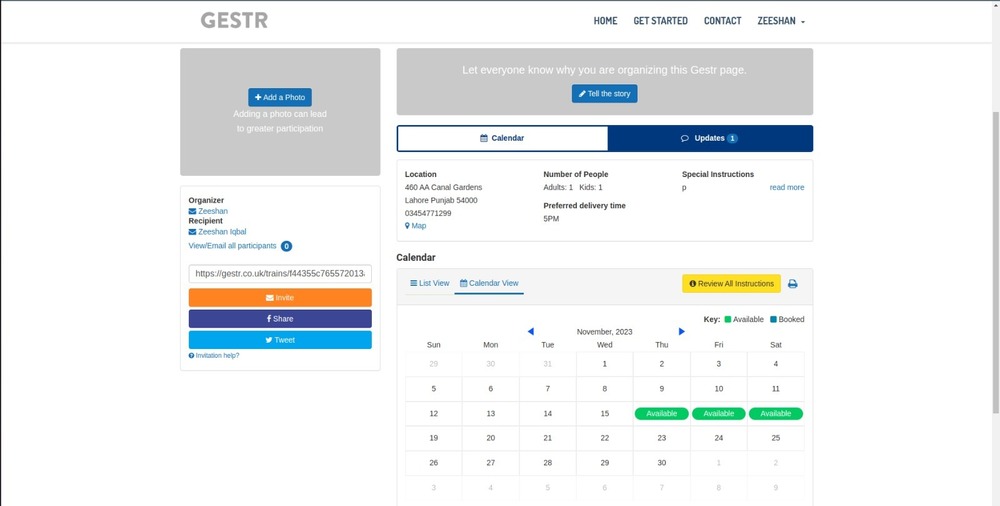 GESTR
HOME GET STARTED CONTACT ZEESHAN
Add a Photo
Adding a photo can lead
to greater participation
Let everyone know why you are organizing this Gestr page.
Tell the story
Calendar Updates 1
Organizer
Zeeshan
Recipient
Zeeshan Iqbal
View/Email all participants 0
https://gestr.co.uk/trains/f44355c765572013
Invite
Share
Tweet
Invitation help?
Location
460 AA Canal Gardens
Lahore Punjab 54000
03454771299
Map
Number of People
Adults: 1 Kids: 1
Preferred delivery time
5PM
Special Instructions
p read more
Calendar
List View Calendar View Review All Instructions
Key: Available Booked
November, 2023
Sun Mon Tue Wed Thu Fri Sat
29 30 31 1 2 3 4
5 6 7 8 9 10 11
12 13 14 15 Available Available Available
19 20 21 22 23 24 25
26 27 28 29 30 1 2
3 4 5 6 7 8 9